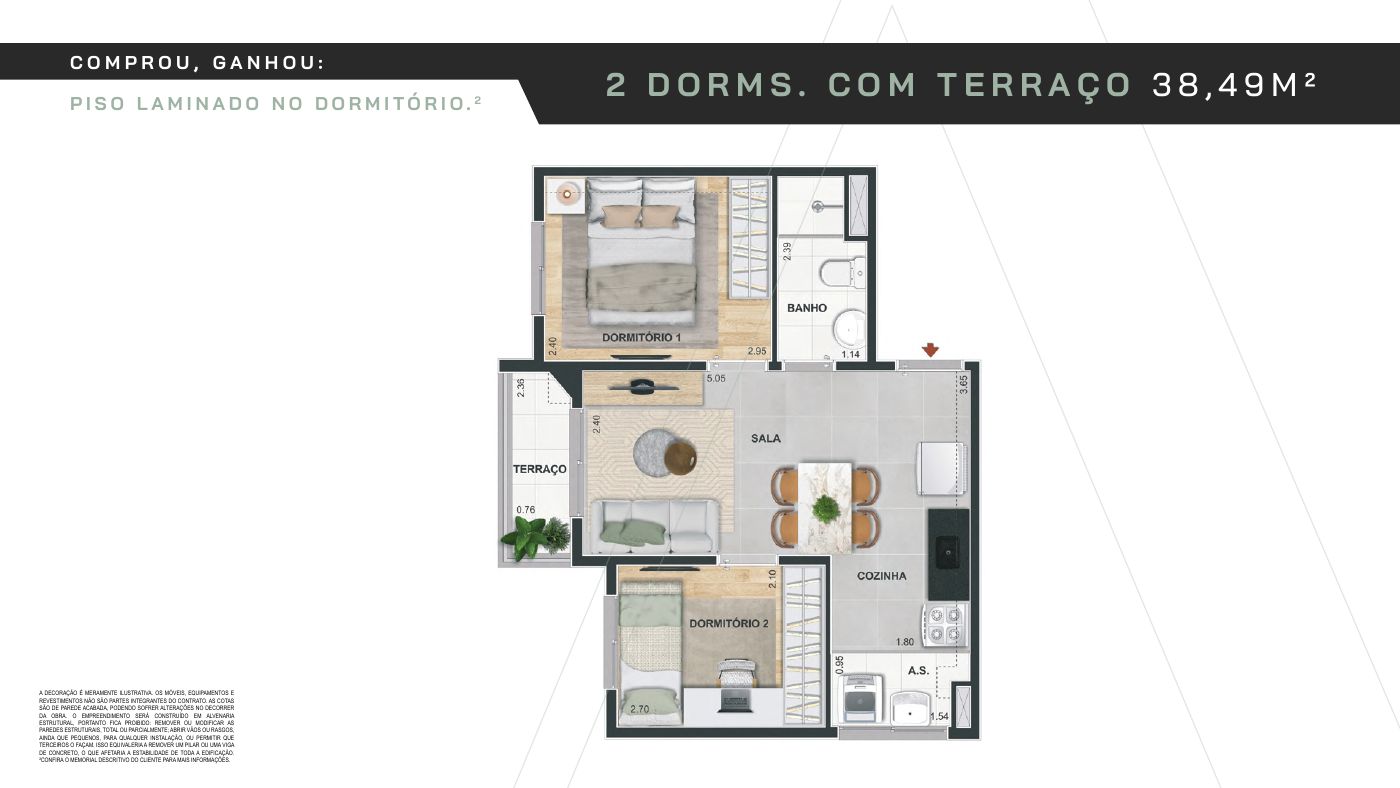 COMPROU, GANHOU:
PISO LAMINADO NO DORMITÓRIO.²
2 DORMS. COM TERRAÇO 38,49M²
2.39
BANHO
DORMITÓRIO 1
2.40
2.95
1.14
5.05
2.36
3.65
2.40
SALA
TERRAÇO
0.76
COZINHA
2.10
DORMITÓRIO 2
1.80
0.95
A.S.
2.70
1.54
A DECORAÇÃO É MERAMENTE ILUSTRATIVA. OS MÓVEIS, EQUIPAMENTOS E
REVESTIMENTOS NÃO SÃO PARTES INTEGRANTES DO CONTRATO. AS COTAS
SÃO DE PAREDE ACABADA, PODENDO SOFRER ALTERAÇÕES NO DECORRER
DA OBRA. O EMPREENDIMENTO SERÁ CONSTRUÍDO EM ALVENARIA
ESTRUTURAL, PORTANTO FICA PROIBIDO: REMOVER OU MODIFICAR AS
PAREDES ESTRUTURAIS, TOTAL OU PARCIALMENTE; ABRIR VÃOS OU RASGOS,
AINDA QUE PEQUENOS, PARA QUALQUER INSTALAÇÃO, OU PERMITIR QUE
TERCEIROS O FAÇAM, ISSO EQUIVALERIA A REMOVER UM PILAR OU UMA VIGA
DE CONCRETO, O QUE AFETARIA A ESTABILIDADE DE TODA A EDIFICAÇÃO.
²CONFIRA O MEMORIAL DESCRITIVO DO CLIENTE PARA MAIS INFORMAÇÕES.